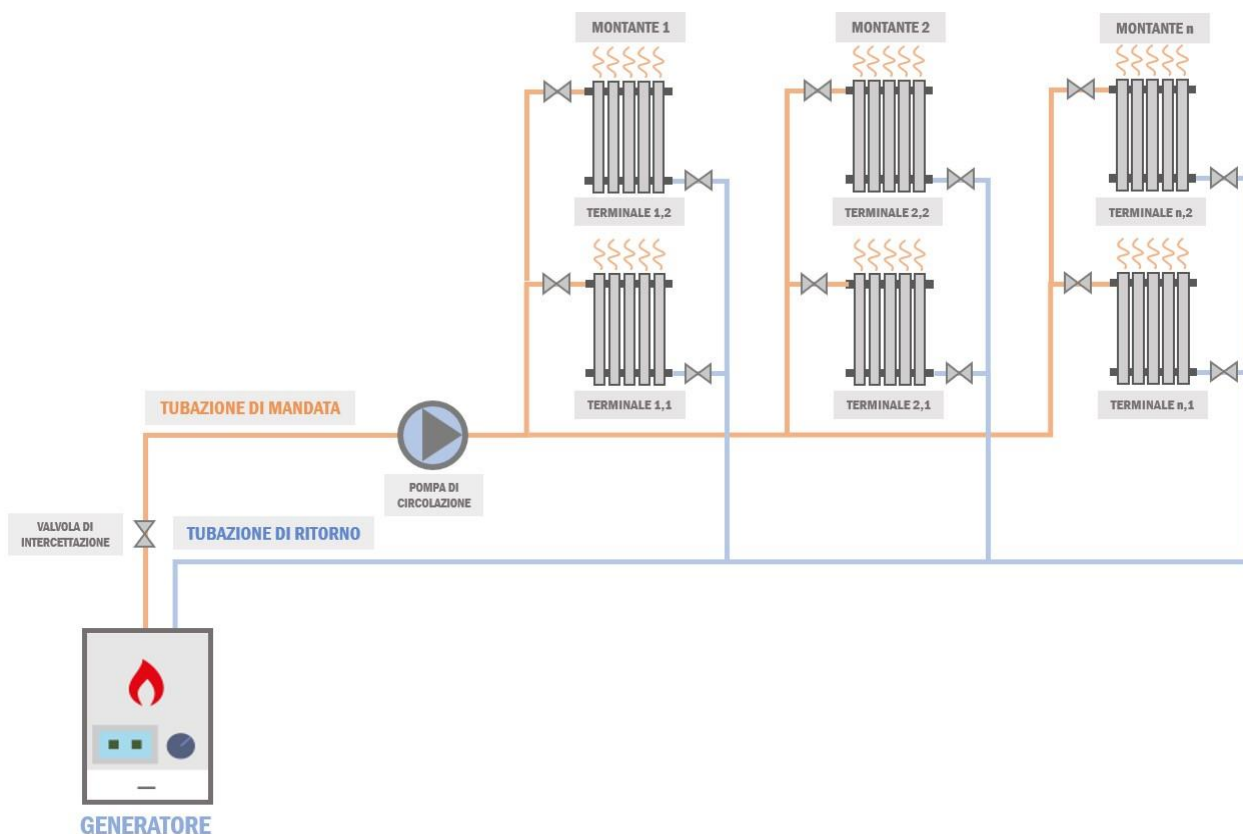 MONTANTE 1
MONTANTE 2
MONTANTE n
TERMINALE 1,2
TERMINALE 2,2
TERMINALE n,2
TERMINALE 1,1
TERMINALE 2,1
TERMINALE n,1
TUBAZIONE DI MANDATA
POMPA DI
CIRCOLAZIONE
VALVOLA DI
INTERCETTAZIONE
TUBAZIONE DI RITORNO
GENERATORE